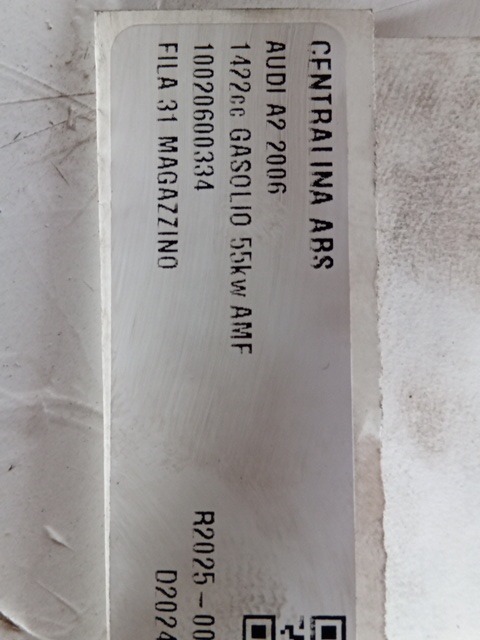 CENTRALINA ABS
AUDI A2 2006
1422cc GASOLIO 55kw AMF
10020600334
FILA 31 MAGAZZINO
R2025-00
D2024